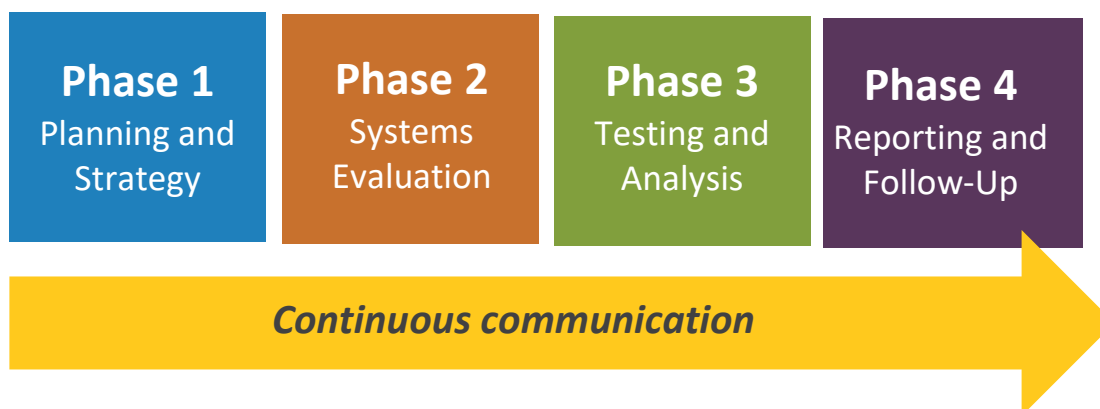 Phase 1
Planning and
Strategy
Phase 2
Systems
Evaluation
Phase 3
Testing and
Analysis
Phase 4
Reporting and
Follow-Up
Continuous communication